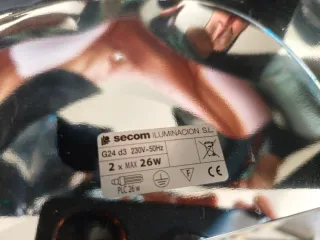 secom ILUMINACION S.L.
G24 d3 230V~50Hz
2 x MAX 26w
PLC 26 w
F
CE